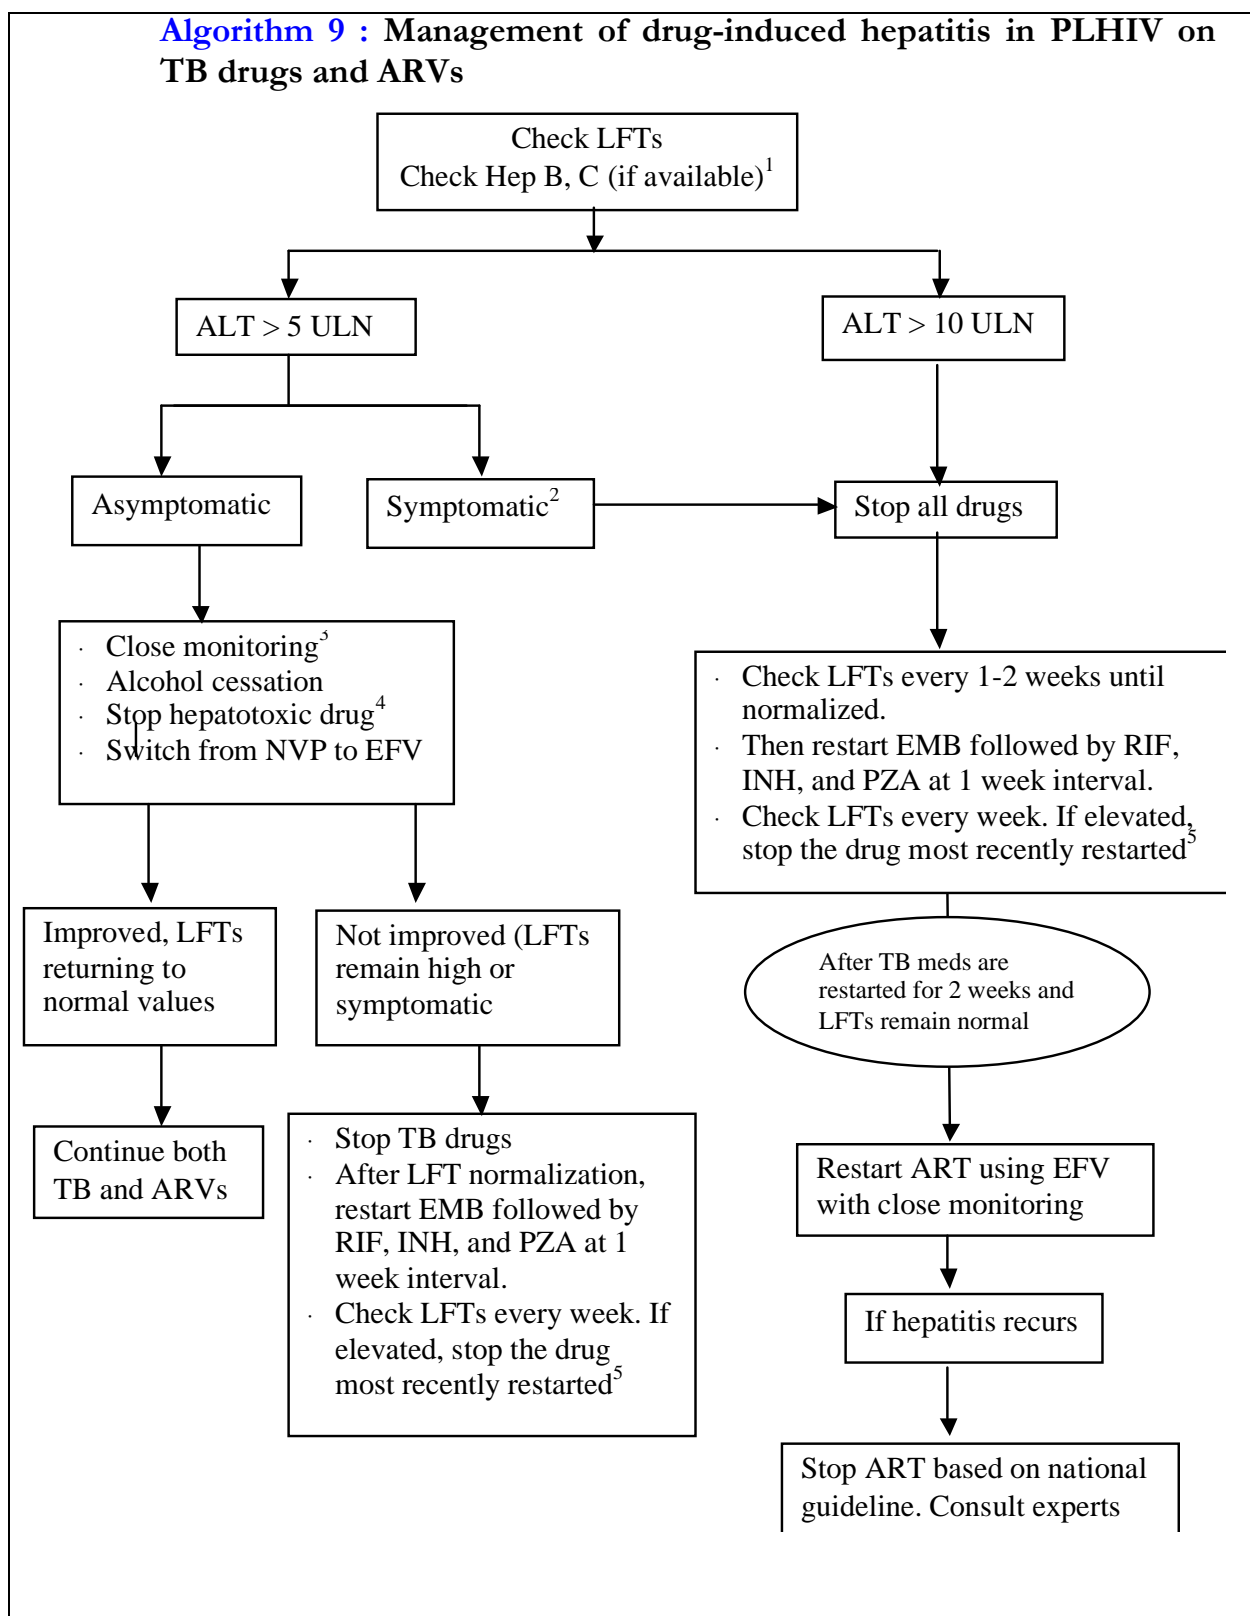 Algorithm 9 : Management of drug-induced hepatitis in PLHIV on
TB drugs and ARVs
Check LFTs
Check Hep B, C (if available)1
ALT > 5 ULN
ALT > 10 ULN
Asymptomatic
Symptomatic2
Stop all drugs
· Close monitoring3
· Alcohol cessation
· Stop hepatotoxic drug4
· Switch from NVP to EFV
· Check LFTs every 1-2 weeks until
normalized.
· Then restart EMB followed by RIF,
INH, and PZA at 1 week interval.
· Check LFTs every week. If elevated,
stop the drug most recently restarted5
Improved, LFTs
returning to
normal values
Not improved (LFTs
remain high or
symptomatic
After TB meds are
restarted for 2 weeks and
LFTs remain normal
Continue both
TB and ARVs
· Stop TB drugs
· After LFT normalization,
restart EMB followed by
RIF, INH, and PZA at 1
week interval.
· Check LFTs every week. If
elevated, stop the drug
most recently restarted5
Restart ART using EFV
with close monitoring
If hepatitis recurs
Stop ART based on national
guideline. Consult experts